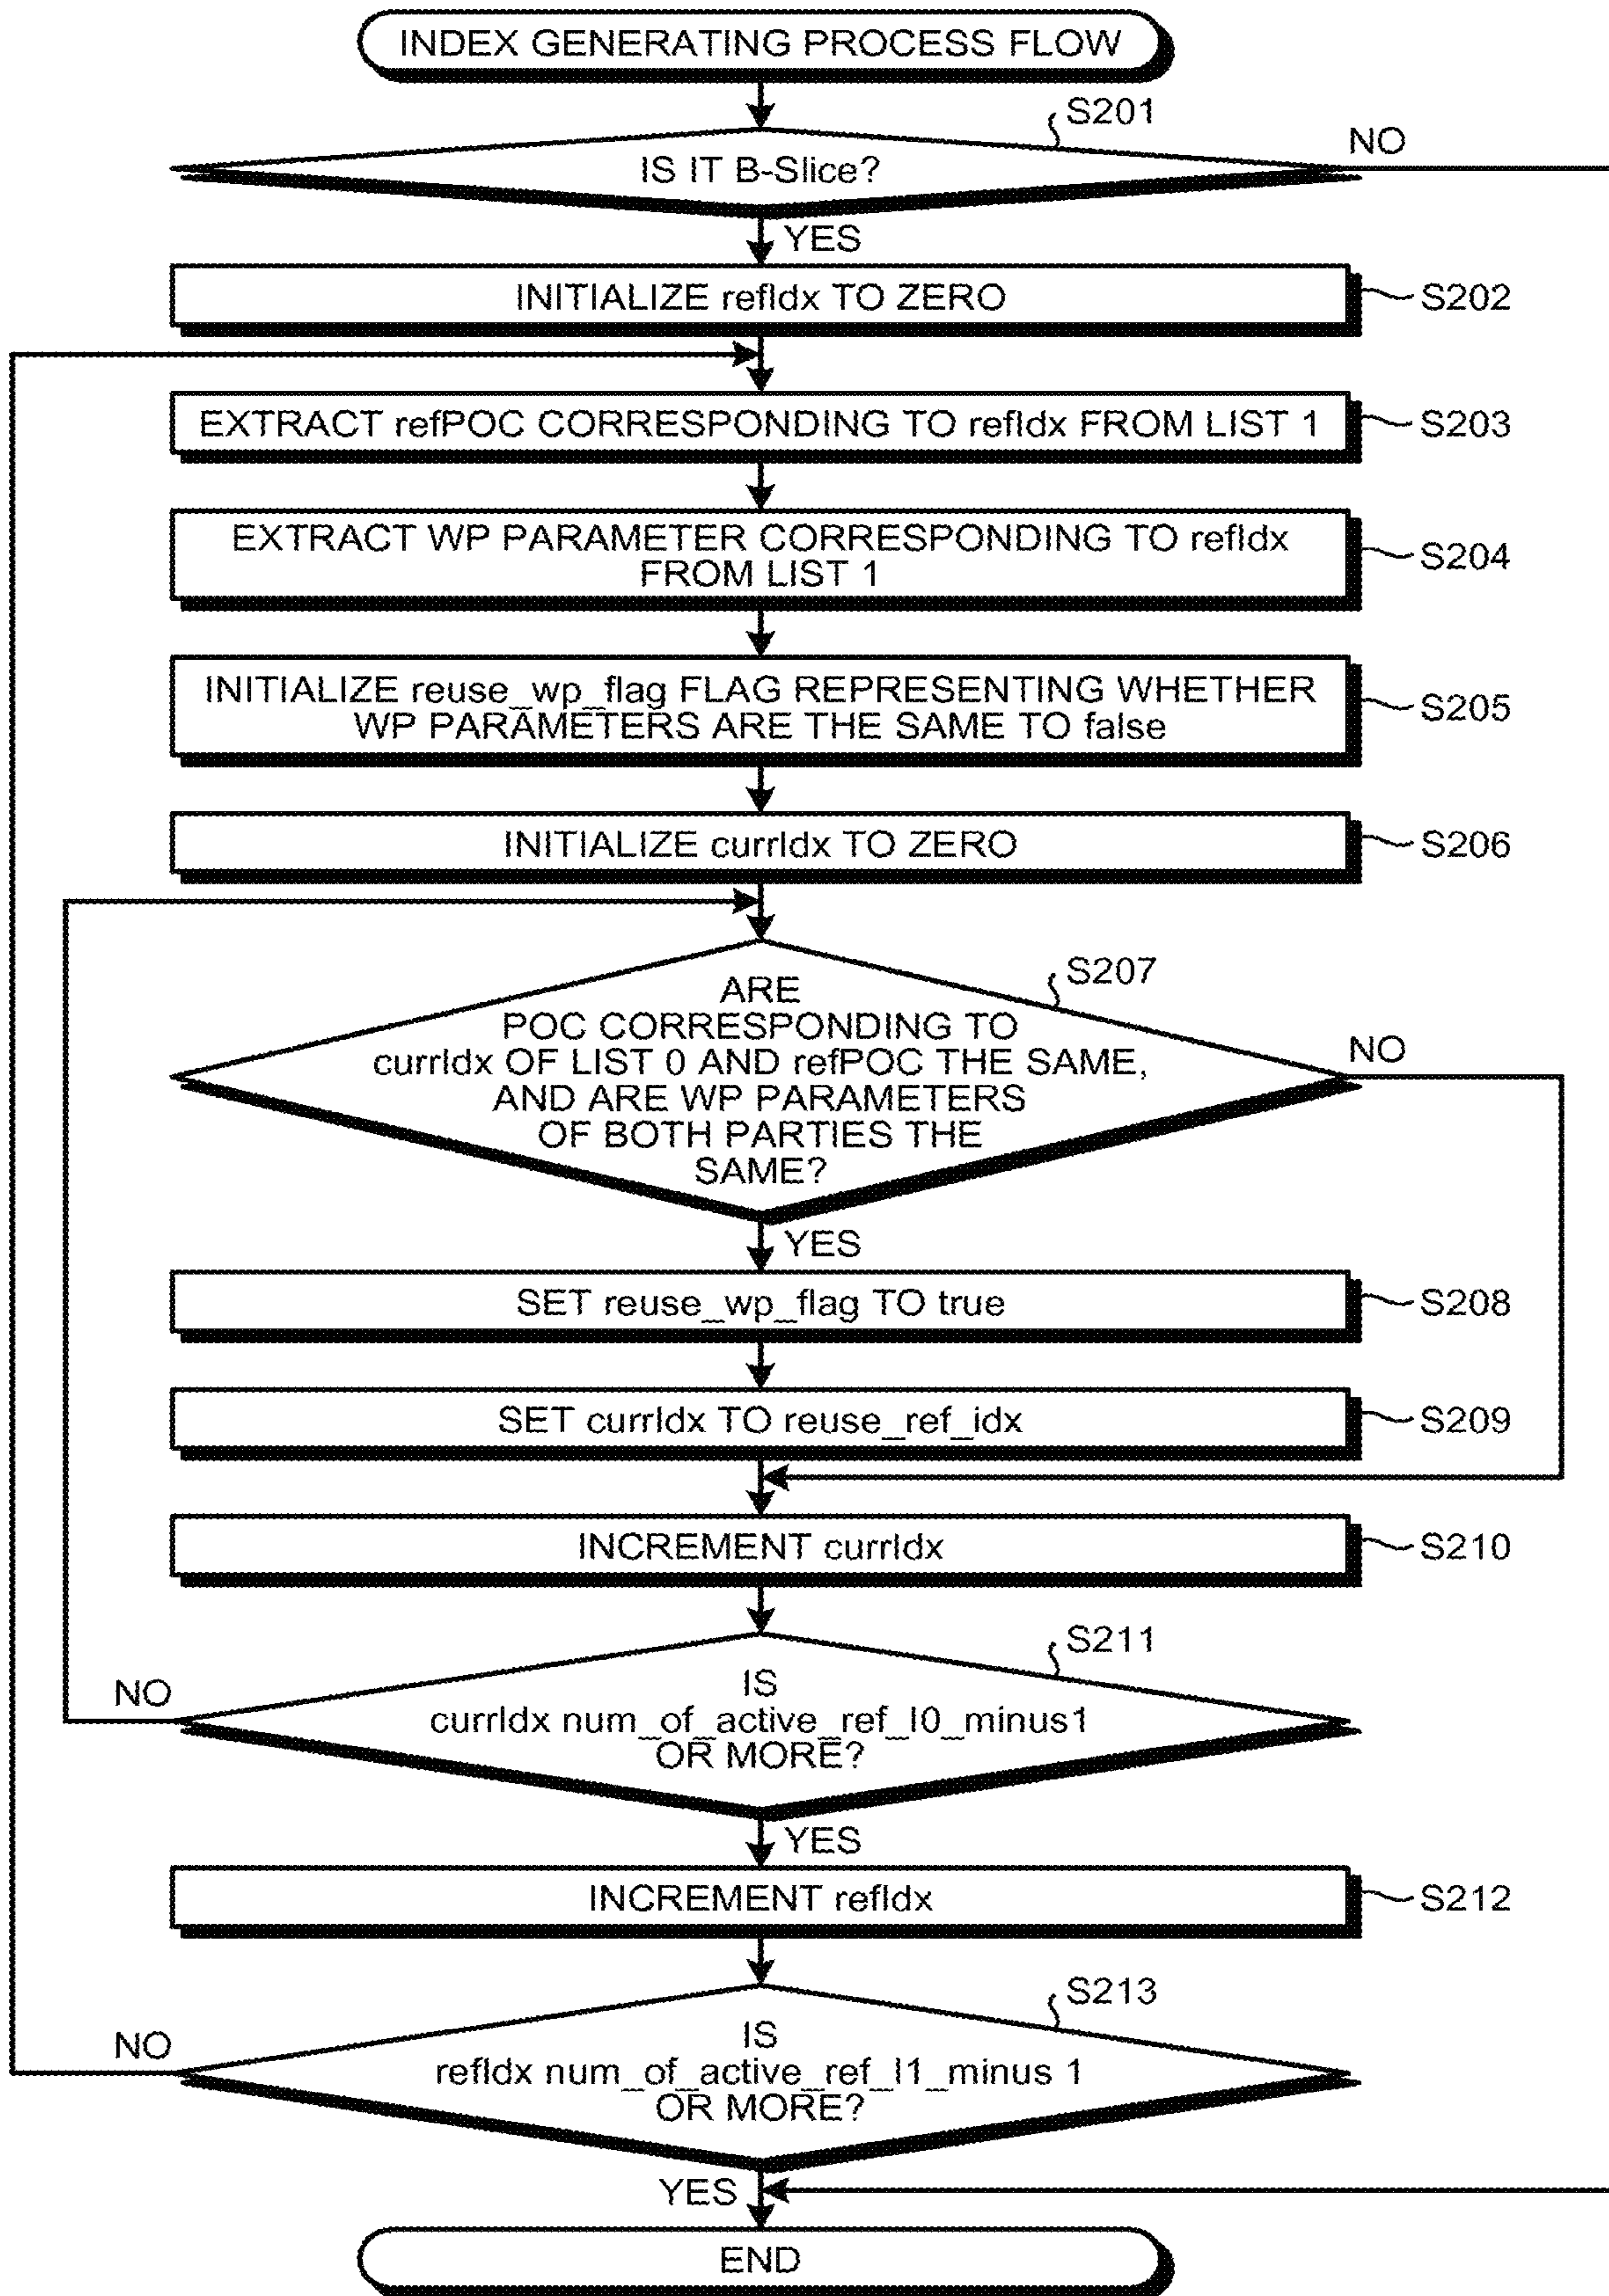 INDEX GENERATING PROCESS FLOW
S201
NO
IS IT B-Slice?
YES
INITIALIZE refIdx TO ZERO
S202
EXTRACT refPOC CORRESPONDING TO refIdx FROM LIST 1
S203
EXTRACT WP PARAMETER CORRESPONDING TO refIdx
FROM LIST 1
S204
INITIALIZE reuse_wp_flag FLAG REPRESENTING WHETHER
WP PARAMETERS ARE THE SAME TO false
S205
INITIALIZE currIdx TO ZERO
S206
S207
ARE
POC CORRESPONDING TO
currIdx OF LIST 0 AND refPOC THE SAME,
AND ARE WP PARAMETERS
OF BOTH PARTIES THE
SAME?
NO
YES
SET reuse_wp_flag TO true
S208
SET currIdx TO reuse_ref_idx
S209
INCREMENT currIdx
S210
S211
NO
IS
currIdx num_of_active_ref_l0_minus1
OR MORE?
YES
INCREMENT refIdx
S212
S213
NO
IS
refIdx num_of_active_ref_l1_minus 1
OR MORE?
YES
END